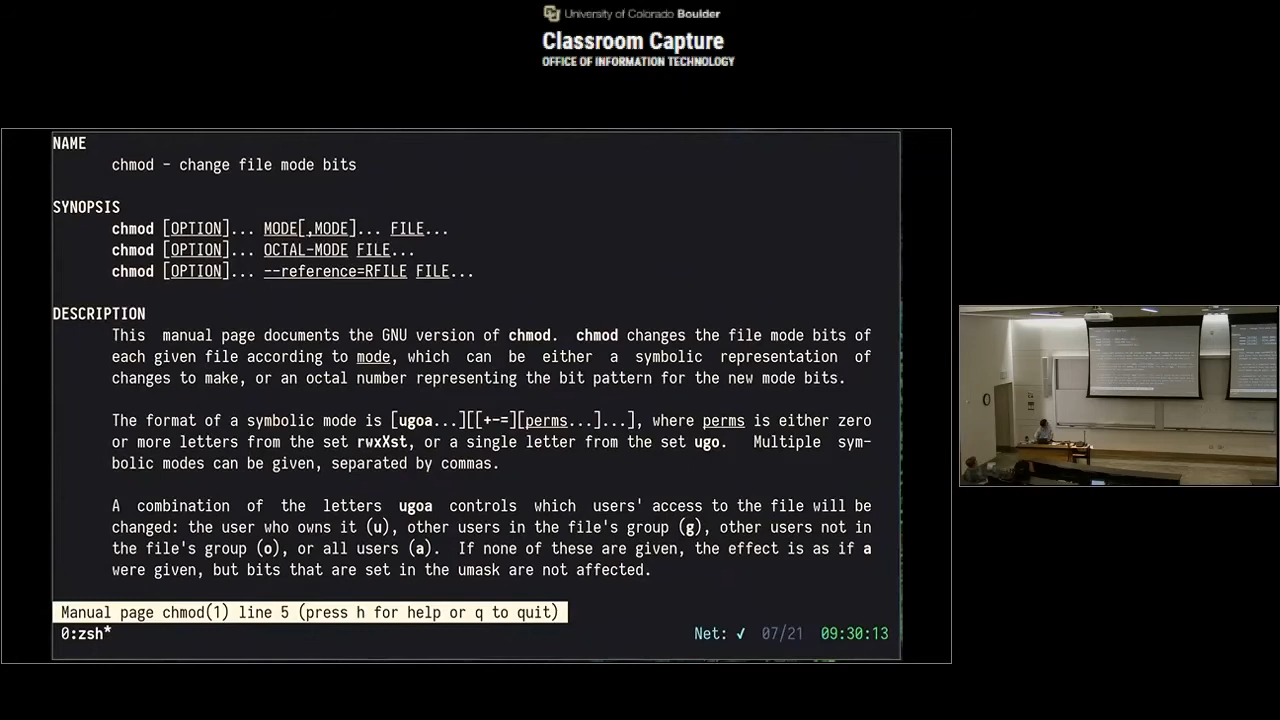 University of Colorado Boulder
Classroom Capture
OFFICE OF INFORMATION TECHNOLOGY
NAME
chmod - change file mode bits
SYNOPSIS
chmod [OPTION]... MODE[,MODE]... FILE...
chmod [OPTION]... OCTAL-MODE FILE...
chmod [OPTION]... --reference=RFILE FILE...
DESCRIPTION
This manual page documents the GNU version of chmod. chmod changes the file mode bits of
each given file according to mode, which can be either a symbolic representation of
changes to make, or an octal number representing the bit pattern for the new mode bits.
The format of a symbolic mode is [ugoa...][[+-=][perms...]...], where perms is either zero
or more letters from the set rwxXst, or a single letter from the set ugo. Multiple sym-
bolic modes can be given, separated by commas.
A combination of the letters ugoa controls which users' access to the file will be
changed: the user who owns it (u), other users in the file's group (g), other users not in
the file's group (o), or all users (a). If none of these are given, the effect is as if a
were given, but bits that are set in the umask are not affected.
Manual page chmod(1) line 5 (press h for help or q to quit)
0:zsh* Net: ✓ 07/21 09:30:13